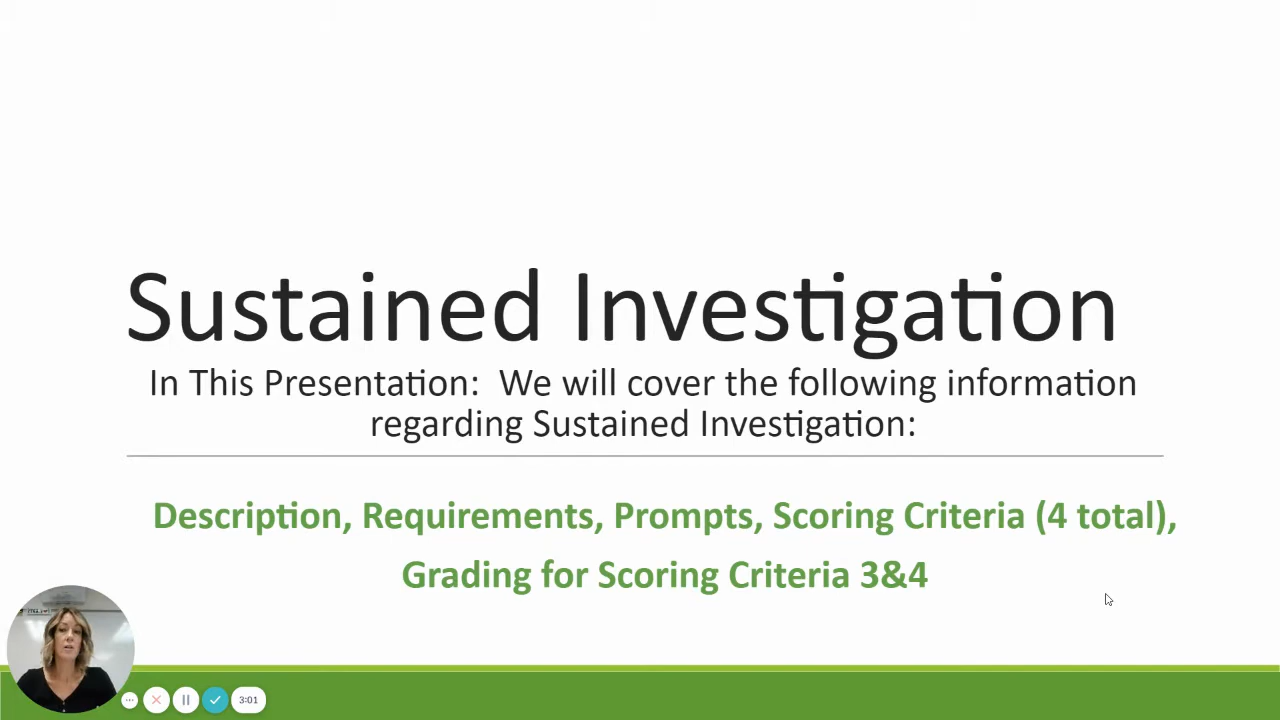 Sustained Investigation
In This Presentation:  We will cover the following information
regarding Sustained Investigation:
Description, Requirements, Prompts, Scoring Criteria (4 total),
Grading for Scoring Criteria 3&4
3:01